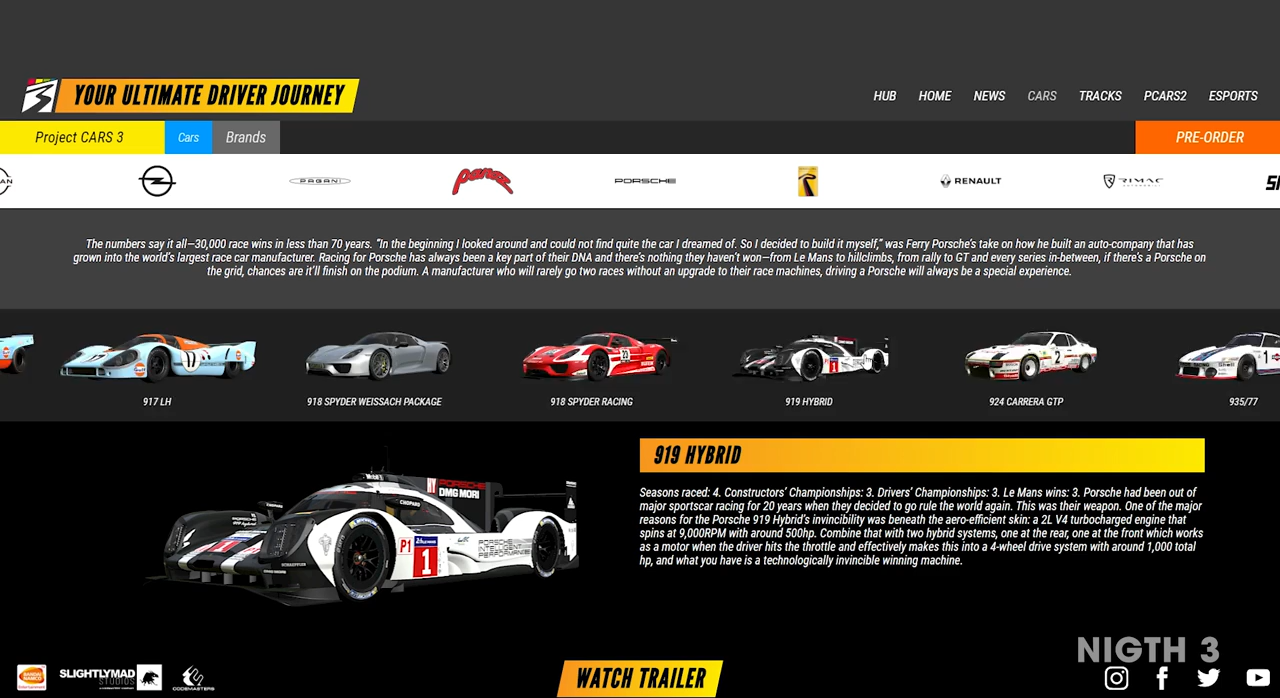 YOUR ULTIMATE DRIVER JOURNEY
HUB HOME NEWS CARS TRACKS PCARS2 ESPORTS
Project CARS 3 Cars Brands PRE-ORDER
PAGANI PORSCHE RENAULT RIMAC
The numbers say it all—30,000 race wins in less than 70 years. "In the beginning I looked around and could not find quite the car I dreamed of. So I decided to build it myself," was Ferry Porsche's take on how he built an auto-company that has
grown into the world's largest race car manufacturer. Racing for Porsche has always been a key part of their DNA and there's nothing they haven't won—from Le Mans to hillclimbs, from rally to GT and every series in-between, if there's a Porsche on
the grid, chances are it'll finish on the podium. A manufacturer who will rarely go two races without an upgrade to their race machines, driving a Porsche will always be a special experience.
917 LH 918 SPYDER WEISSACH PACKAGE 918 SPYDER RACING 919 HYBRID 924 CARRERA GTP 935/77
919 HYBRID
Seasons raced: 4. Constructors' Championships: 3. Drivers' Championships: 3. Le Mans wins: 3. Porsche had been out of
major sportscar racing for 20 years when they decided to go rule the world again. This was their weapon. One of the major
reasons for the Porsche 919 Hybrid's invincibility was beneath the aero-efficient skin: a 2L V4 turbocharged engine that
spins at 9,000RPM with around 500hp. Combine that with two hybrid systems, one at the rear, one at the front which works
as a motor when the driver hits the throttle and effectively makes this into a 4-wheel drive system with around 1,000 total
hp, and what you have is a technologically invincible winning machine.
PORSCHE
DMG MORI
CHOPARD
P1 1
NIGTH 3
BANDAI NAMCO
SLIGHTLYMAD
STUDIOS
CODEMASTERS
WATCH TRAILER